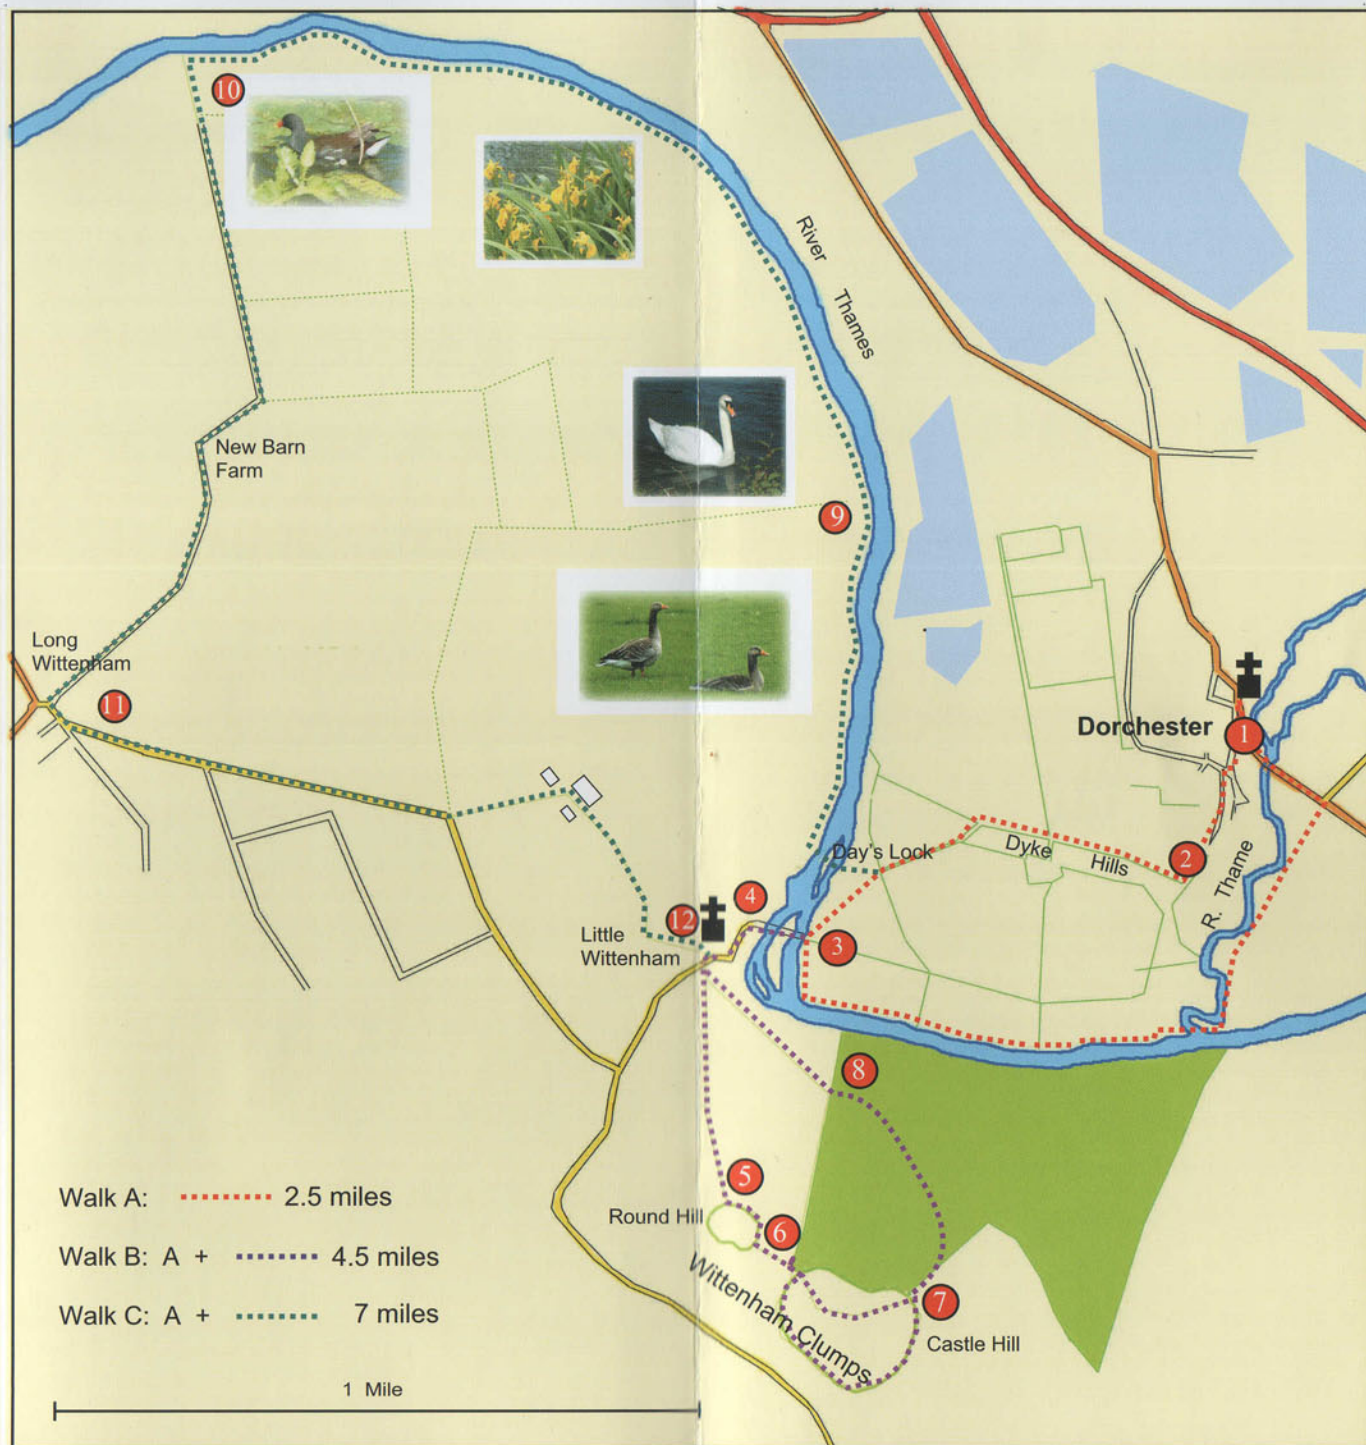 10
River
Thames
New Barn
Farm
9
Long
Wittenham
11
Dorchester
1
Day's Lock
Dyke
Hills
2
R. Thame
4
12
3
Little
Wittenham
8
5
Round Hill
6
Wittenham Clumps
7
Castle Hill
Walk A: 2.5 miles
Walk B: A + 4.5 miles
Walk C: A + 7 miles
1 Mile